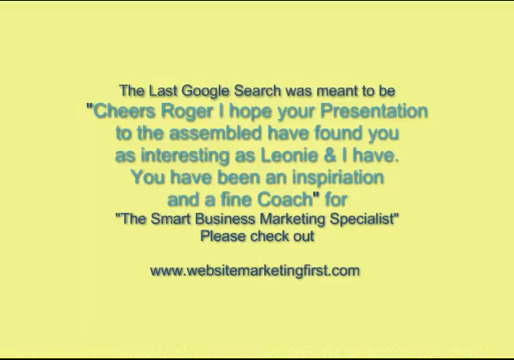 The Last Google Search was meant to be
"Cheers Roger I hope your Presentation
to the assembled have found you
as interesting as Leonie & I have.
You have been an inspiriation
and a fine Coach" for
"The Smart Business Marketing Specialist"
Please check out
www.websitemarketingfirst.com